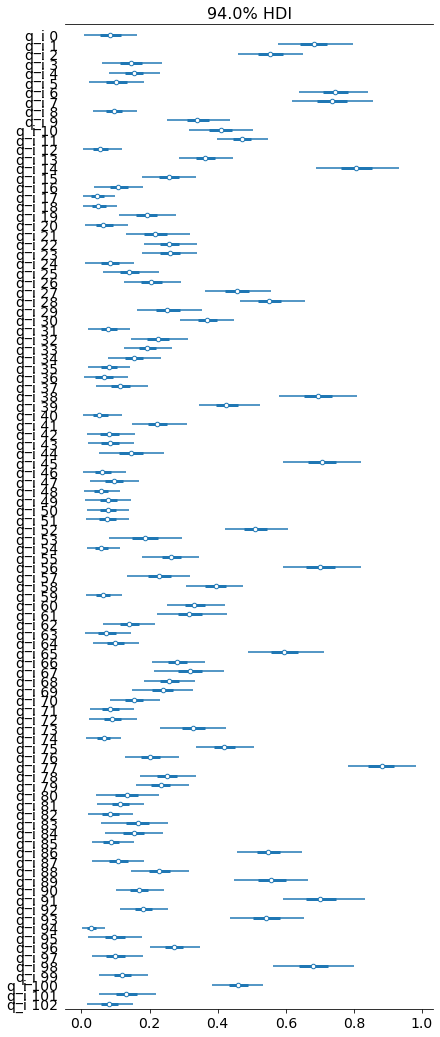 94.0% HDI
q_i 0
q_i 1
q_i 2
q_i 3
q_i 4
q_i 5
q_i 6
q_i 7
q_i 8
q_i 9
q_i 10
q_i 11
q_i 12
q_i 13
q_i 14
q_i 15
q_i 16
q_i 17
q_i 18
q_i 19
q_i 20
q_i 21
q_i 22
q_i 23
q_i 24
q_i 25
q_i 26
q_i 27
q_i 28
q_i 29
q_i 30
q_i 31
q_i 32
q_i 33
q_i 34
q_i 35
q_i 36
q_i 37
q_i 38
q_i 39
q_i 40
q_i 41
q_i 42
q_i 43
q_i 44
q_i 45
q_i 46
q_i 47
q_i 48
q_i 49
q_i 50
q_i 51
q_i 52
q_i 53
q_i 54
q_i 55
q_i 56
q_i 57
q_i 58
q_i 59
q_i 60
q_i 61
q_i 62
q_i 63
q_i 64
q_i 65
q_i 66
q_i 67
q_i 68
q_i 69
q_i 70
q_i 71
q_i 72
q_i 73
q_i 74
q_i 75
q_i 76
q_i 77
q_i 78
q_i 79
q_i 80
q_i 81
q_i 82
q_i 83
q_i 84
q_i 85
q_i 86
q_i 87
q_i 88
q_i 89
q_i 90
q_i 91
q_i 92
q_i 93
q_i 94
q_i 95
q_i 96
q_i 97
q_i 98
q_i 99
q_i 100
q_i 101
q_i 102
0.0 0.2 0.4 0.6 0.8 1.0